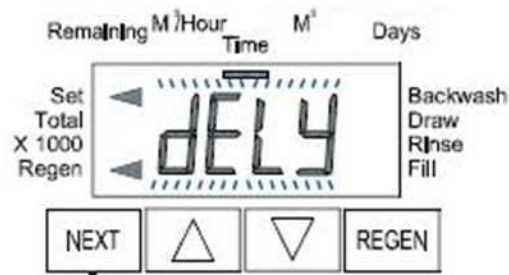 Remaining M³/Hour M³ Days
Time
Set
Total
X 1000
Regen
dELY
Backwash
Draw
Rinse
Fill
NEXT
REGEN